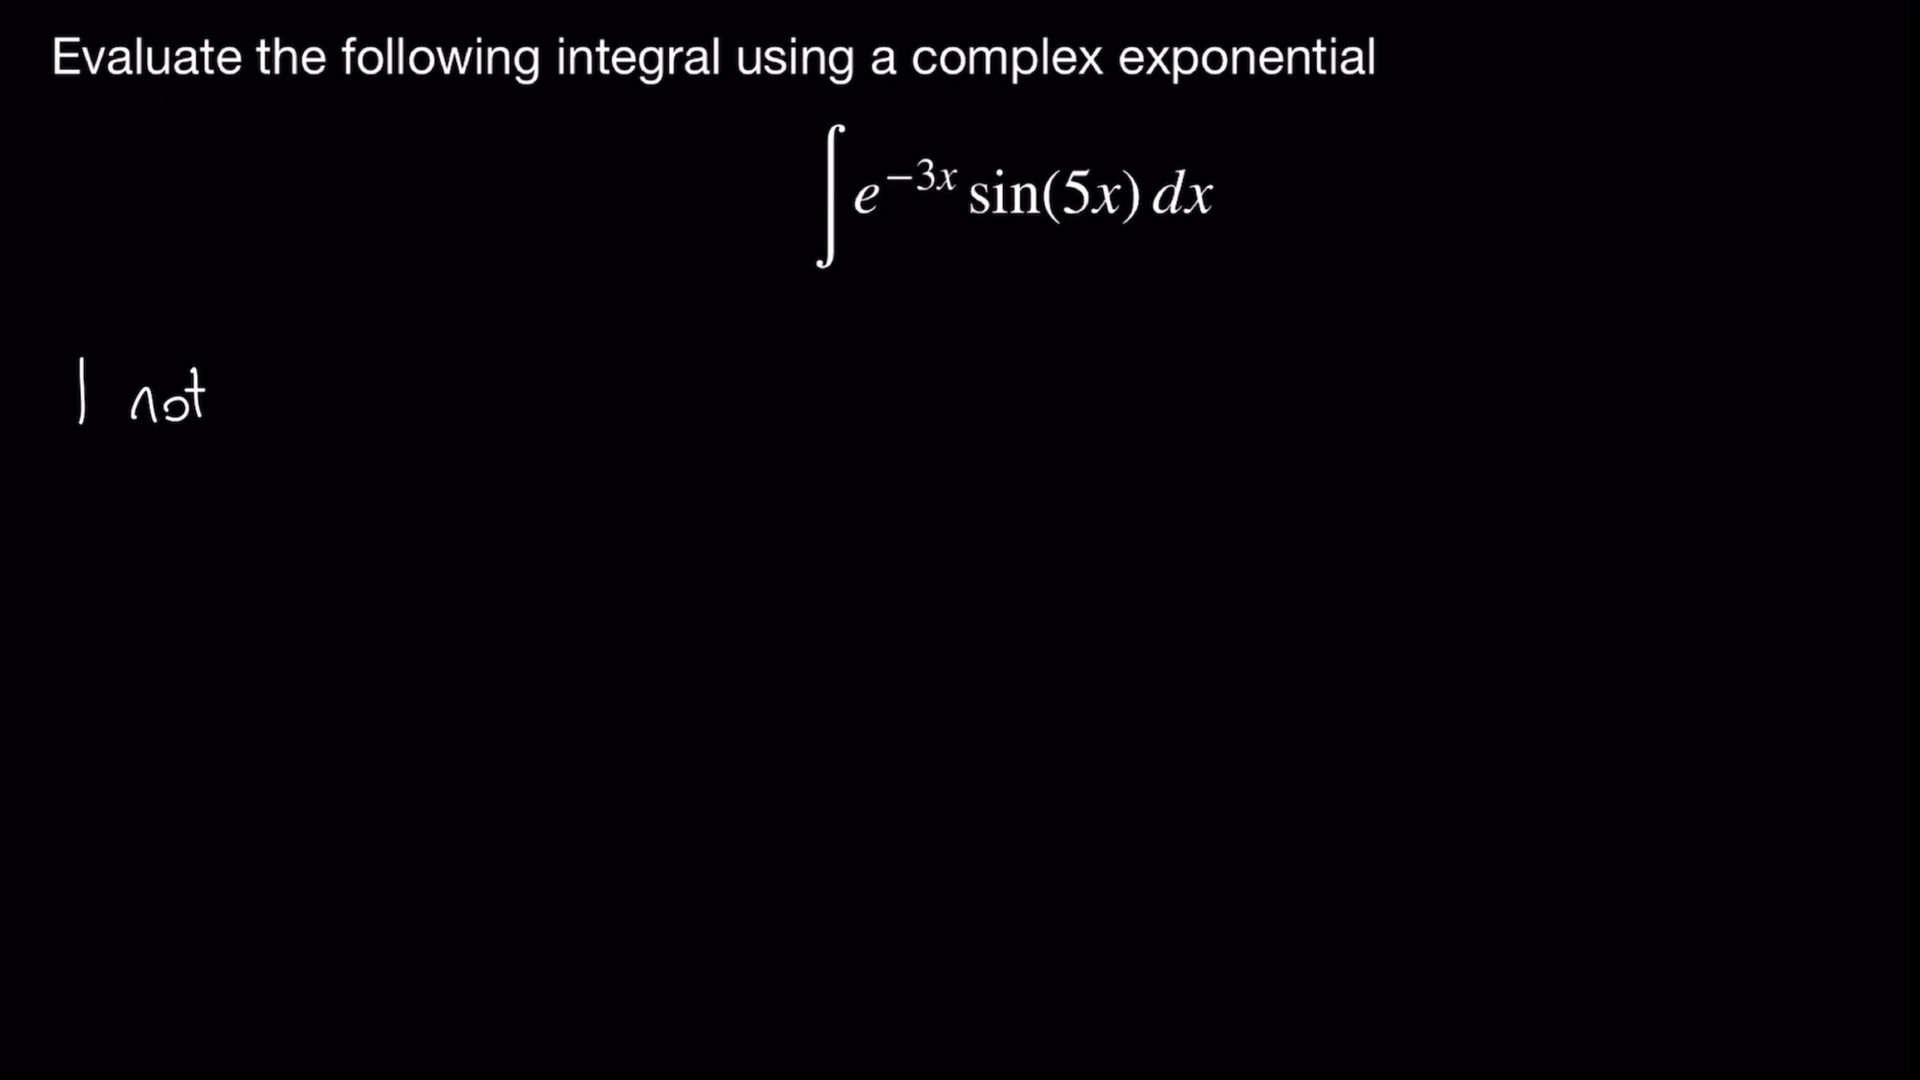 Evaluate the following integral using a complex exponential
∫ e^{-3x} sin(5x) dx
I not